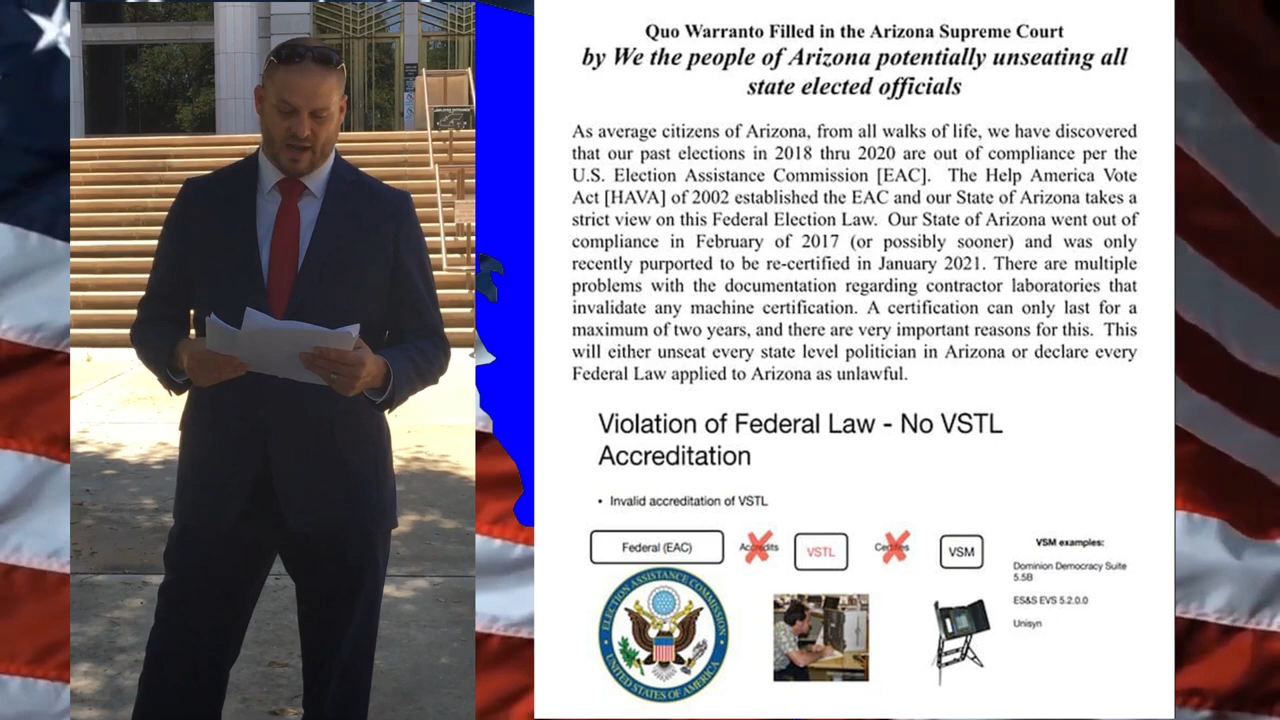 Quo Warranto Filled in the Arizona Supreme Court
by We the people of Arizona potentially unseating all
state elected officials
As average citizens of Arizona, from all walks of life, we have discovered
that our past elections in 2018 thru 2020 are out of compliance per the
U.S. Election Assistance Commission [EAC]. The Help America Vote
Act [HAVA] of 2002 established the EAC and our State of Arizona takes a
strict view on this Federal Election Law. Our State of Arizona went out of
compliance in February of 2017 (or possibly sooner) and was only
recently purported to be re-certified in January 2021. There are multiple
problems with the documentation regarding contractor laboratories that
invalidate any machine certification. A certification can only last for a
maximum of two years, and there are very important reasons for this. This
will either unseat every state level politician in Arizona or declare every
Federal Law applied to Arizona as unlawful.
Violation of Federal Law - No VSTL
Accreditation
• Invalid accreditation of VSTL
Federal (EAC)
Accredits
VSTL
Certifies
VSM
VSM examples:
Dominion Democracy Suite
5.5B
ES&S EVS 5.2.0.0
Unisyn
ELECTION ASSISTANCE COMMISSION
UNITED STATES OF AMERICA